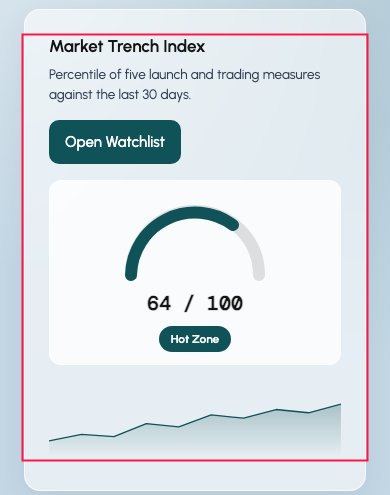 Market Trench Index
Percentile of five launch and trading measures
against the last 30 days.
Open Watchlist
64 / 100
Hot Zone